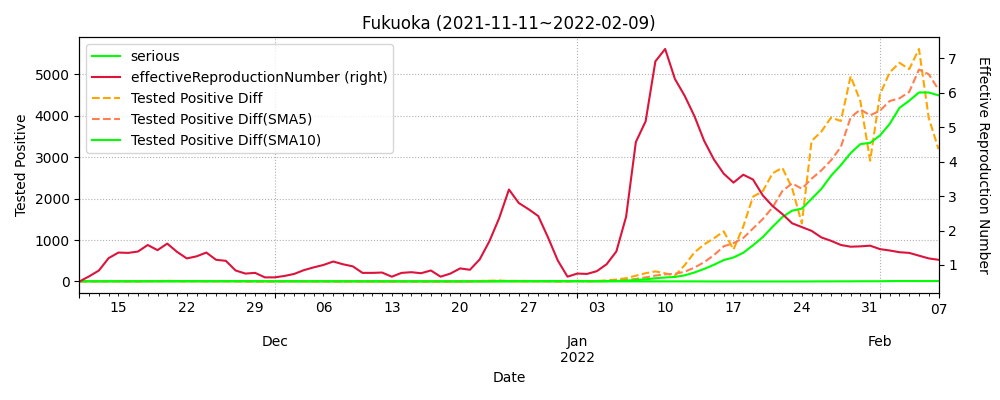 Fukuoka (2021-11-11~2022-02-09)
serious
effectiveReproductionNumber (right)
Tested Positive Diff
Tested Positive Diff(SMA5)
Tested Positive Diff(SMA10)
Tested Positive
5000
4000
3000
2000
1000
0
7
6
5
4
3
2
1
Effective Reproduction Number
15 22 29 06 13 20 27 03 10 17 24 31 07
Dec Jan Feb
2022
Date